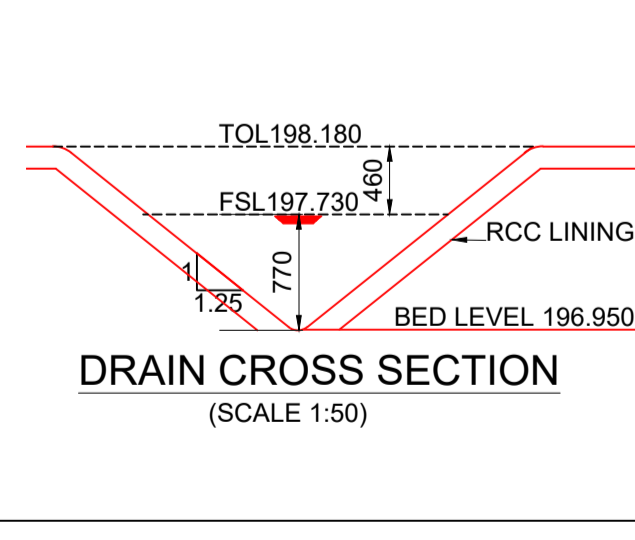 TOL198.180
460
FSL197.730
RCC LINING
770
1
1.25
BED LEVEL 196.950
DRAIN CROSS SECTION
(SCALE 1:50)